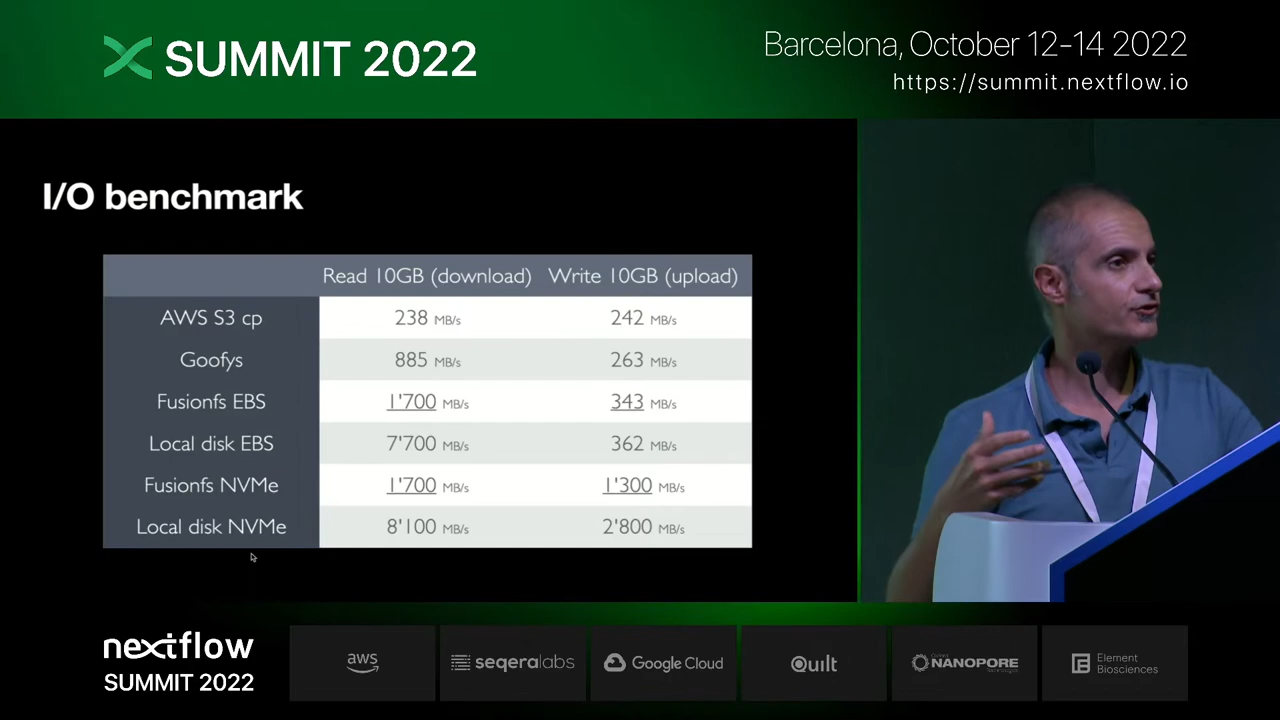 SUMMIT 2022
Barcelona, October 12-14 2022
https://summit.nextflow.io
I/O benchmark
Read 10GB (download) Write 10GB (upload)
AWS S3 cp 238 MB/s 242 MB/s
Goofys 885 MB/s 263 MB/s
Fusionfs EBS 1'700 MB/s 343 MB/s
Local disk EBS 7'700 MB/s 362 MB/s
Fusionfs NVMe 1'700 MB/s 1'300 MB/s
Local disk NVMe 8'100 MB/s 2'800 MB/s
nextflow
SUMMIT 2022
aws
seqeralabs
Google Cloud
Quilt
NANOPORE
Element
Biosciences